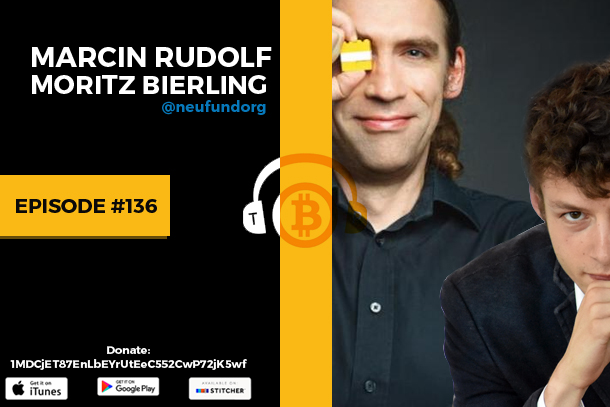 MARCIN RUDOLF
MORITZ BIERLING
@neufundorg
EPISODE #136
T
Donate:
1MDCjET87EnLbEYrUtEeC552CwP72jK5wf
Get it on
iTunes
GET IT ON
Google Play
AVAILABLE ON
STITCHER